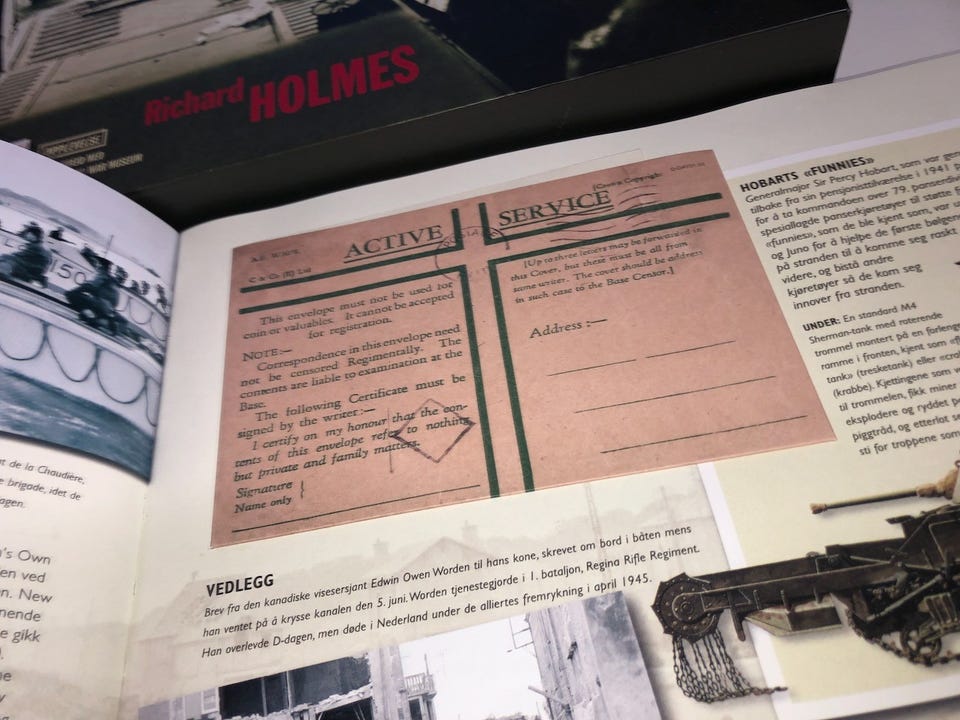 Richard HOLMES
OPPLEVELSE
WAR MUSEUM
150
at de la Chaudière,
e brigade, idet de
agen.
's Own
en ved
n. New
nende
e gikk
A.F. W3078.
C & Co (R) Ltd
ACTIVE
This envelope must not be used for
coin or valuables. It cannot be accepted
for registration.
NOTE:—
Correspondence in this envelope need
not be censored Regimentally. The
contents are liable to examination at the
Base.
The following Certificate must be
signed by the writer:—
I certify on my honour that the con-
tents of this envelope refer to nothing
but private and family matters.
Signature }
Name only
SERVICE
[Crown Copyright
[Up to three letters may be forwarded in
this Cover, but these must be all from
same writer. The cover should be address
in such case to the Base Censor.]
Address :—
VEDLEGG
Brev fra den kanadiske visesersjant Edwin Owen Worden til hans kone, skrevet om bord i båten mens
han ventet på å krysse kanalen den 5. juni. Worden tjenestegjorde i 1. bataljon, Regina Rifle Regiment.
Han overlevde D-dagen, men døde i Nederland under de alliertes fremrykning i april 1945.
HOBARTS «FUNNIES»
Generalmajor Sir Percy Hobart, som var
tilbake fra sin pensjonisttilværelse i 1941
for å ta kommandoen over 79.
spesiallagde panserkjøretøyer til støtte
«funnies», som de ble kjent som, var
og Juno for å hjelpe de første
på stranden til å komme seg raskt
videre, og bistå andre
kjøretøyer så de kom seg
innover fra stranden.
UNDER: En standard M4
Sherman-tank med roterende
trommel montert på en
ramme i fronten, kjent som
tank» (tresketank) eller
(krabbe). Kjettingene som
til trommelen, fikk miner
eksplodere og ryddet
piggtråd, og etterlot
sti for troppene som